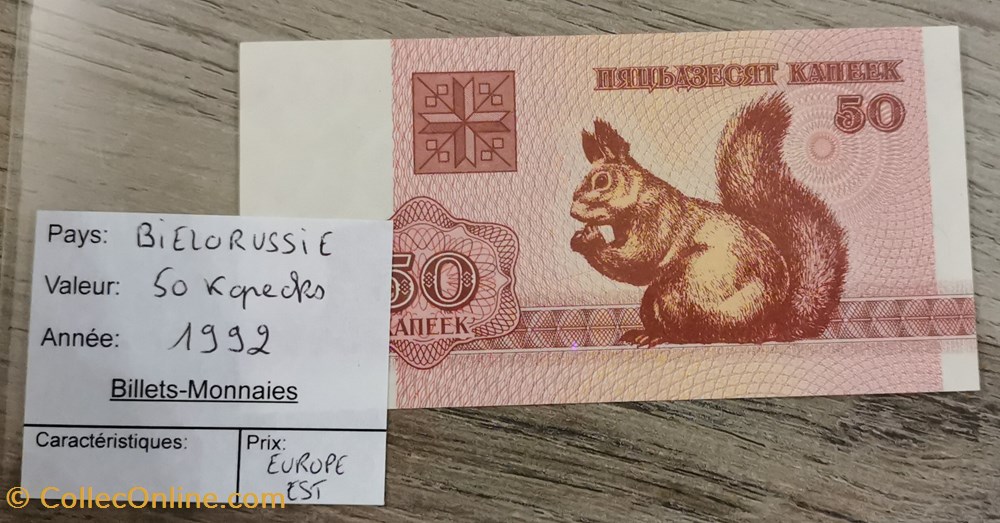 ПЯЦЬДЗЕСЯТ КАПЕЕК
50
50
КАПЕЕК
Pays: BIELORUSSIE
Valeur: 50 Kapecks
Année: 1992
Billets-Monnaies
Caractéristiques:
Prix:
EUROPE
EST
© CollecOnline.com